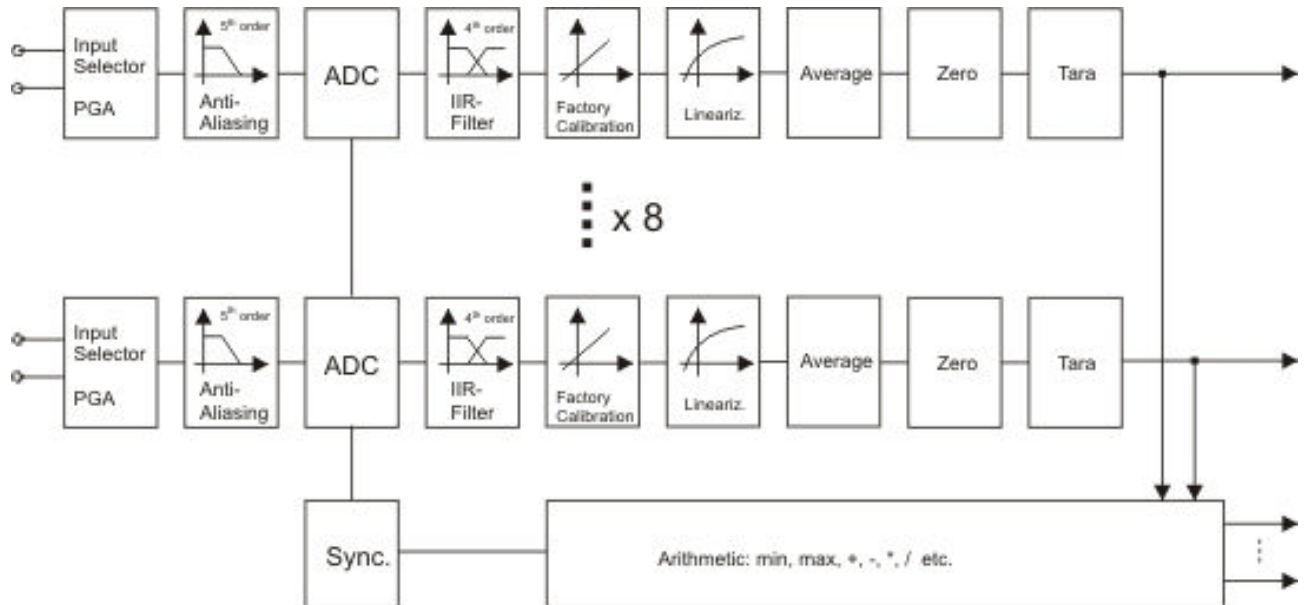 Input
Selector
PGA
5th order
Anti-
Aliasing
ADC
4th order
IIR-
Filter
Factory
Calibration
Lineariz.
Average
Zero
Tara
x 8
Input
Selector
PGA
5th order
Anti-
Aliasing
ADC
4th order
IIR-
Filter
Factory
Calibration
Lineariz.
Average
Zero
Tara
Sync.
Arithmetic: min, max, +, -, *, / etc.